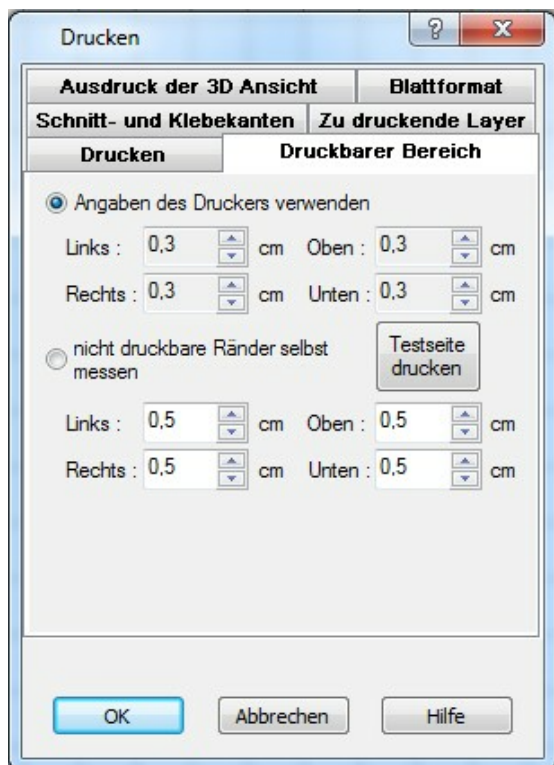 Drucken
?
X
Ausdruck der 3D Ansicht Blattformat
Schnitt- und Klebekanten Zu druckende Layer
Drucken Druckbarer Bereich
Angaben des Druckers verwenden
Links : 0,3 cm Oben : 0,3 cm
Rechts : 0,3 cm Unten : 0,3 cm
nicht druckbare Ränder selbst
messen
Testseite
drucken
Links : 0,5 cm Oben : 0,5 cm
Rechts : 0,5 cm Unten : 0,5 cm
OK Abbrechen Hilfe